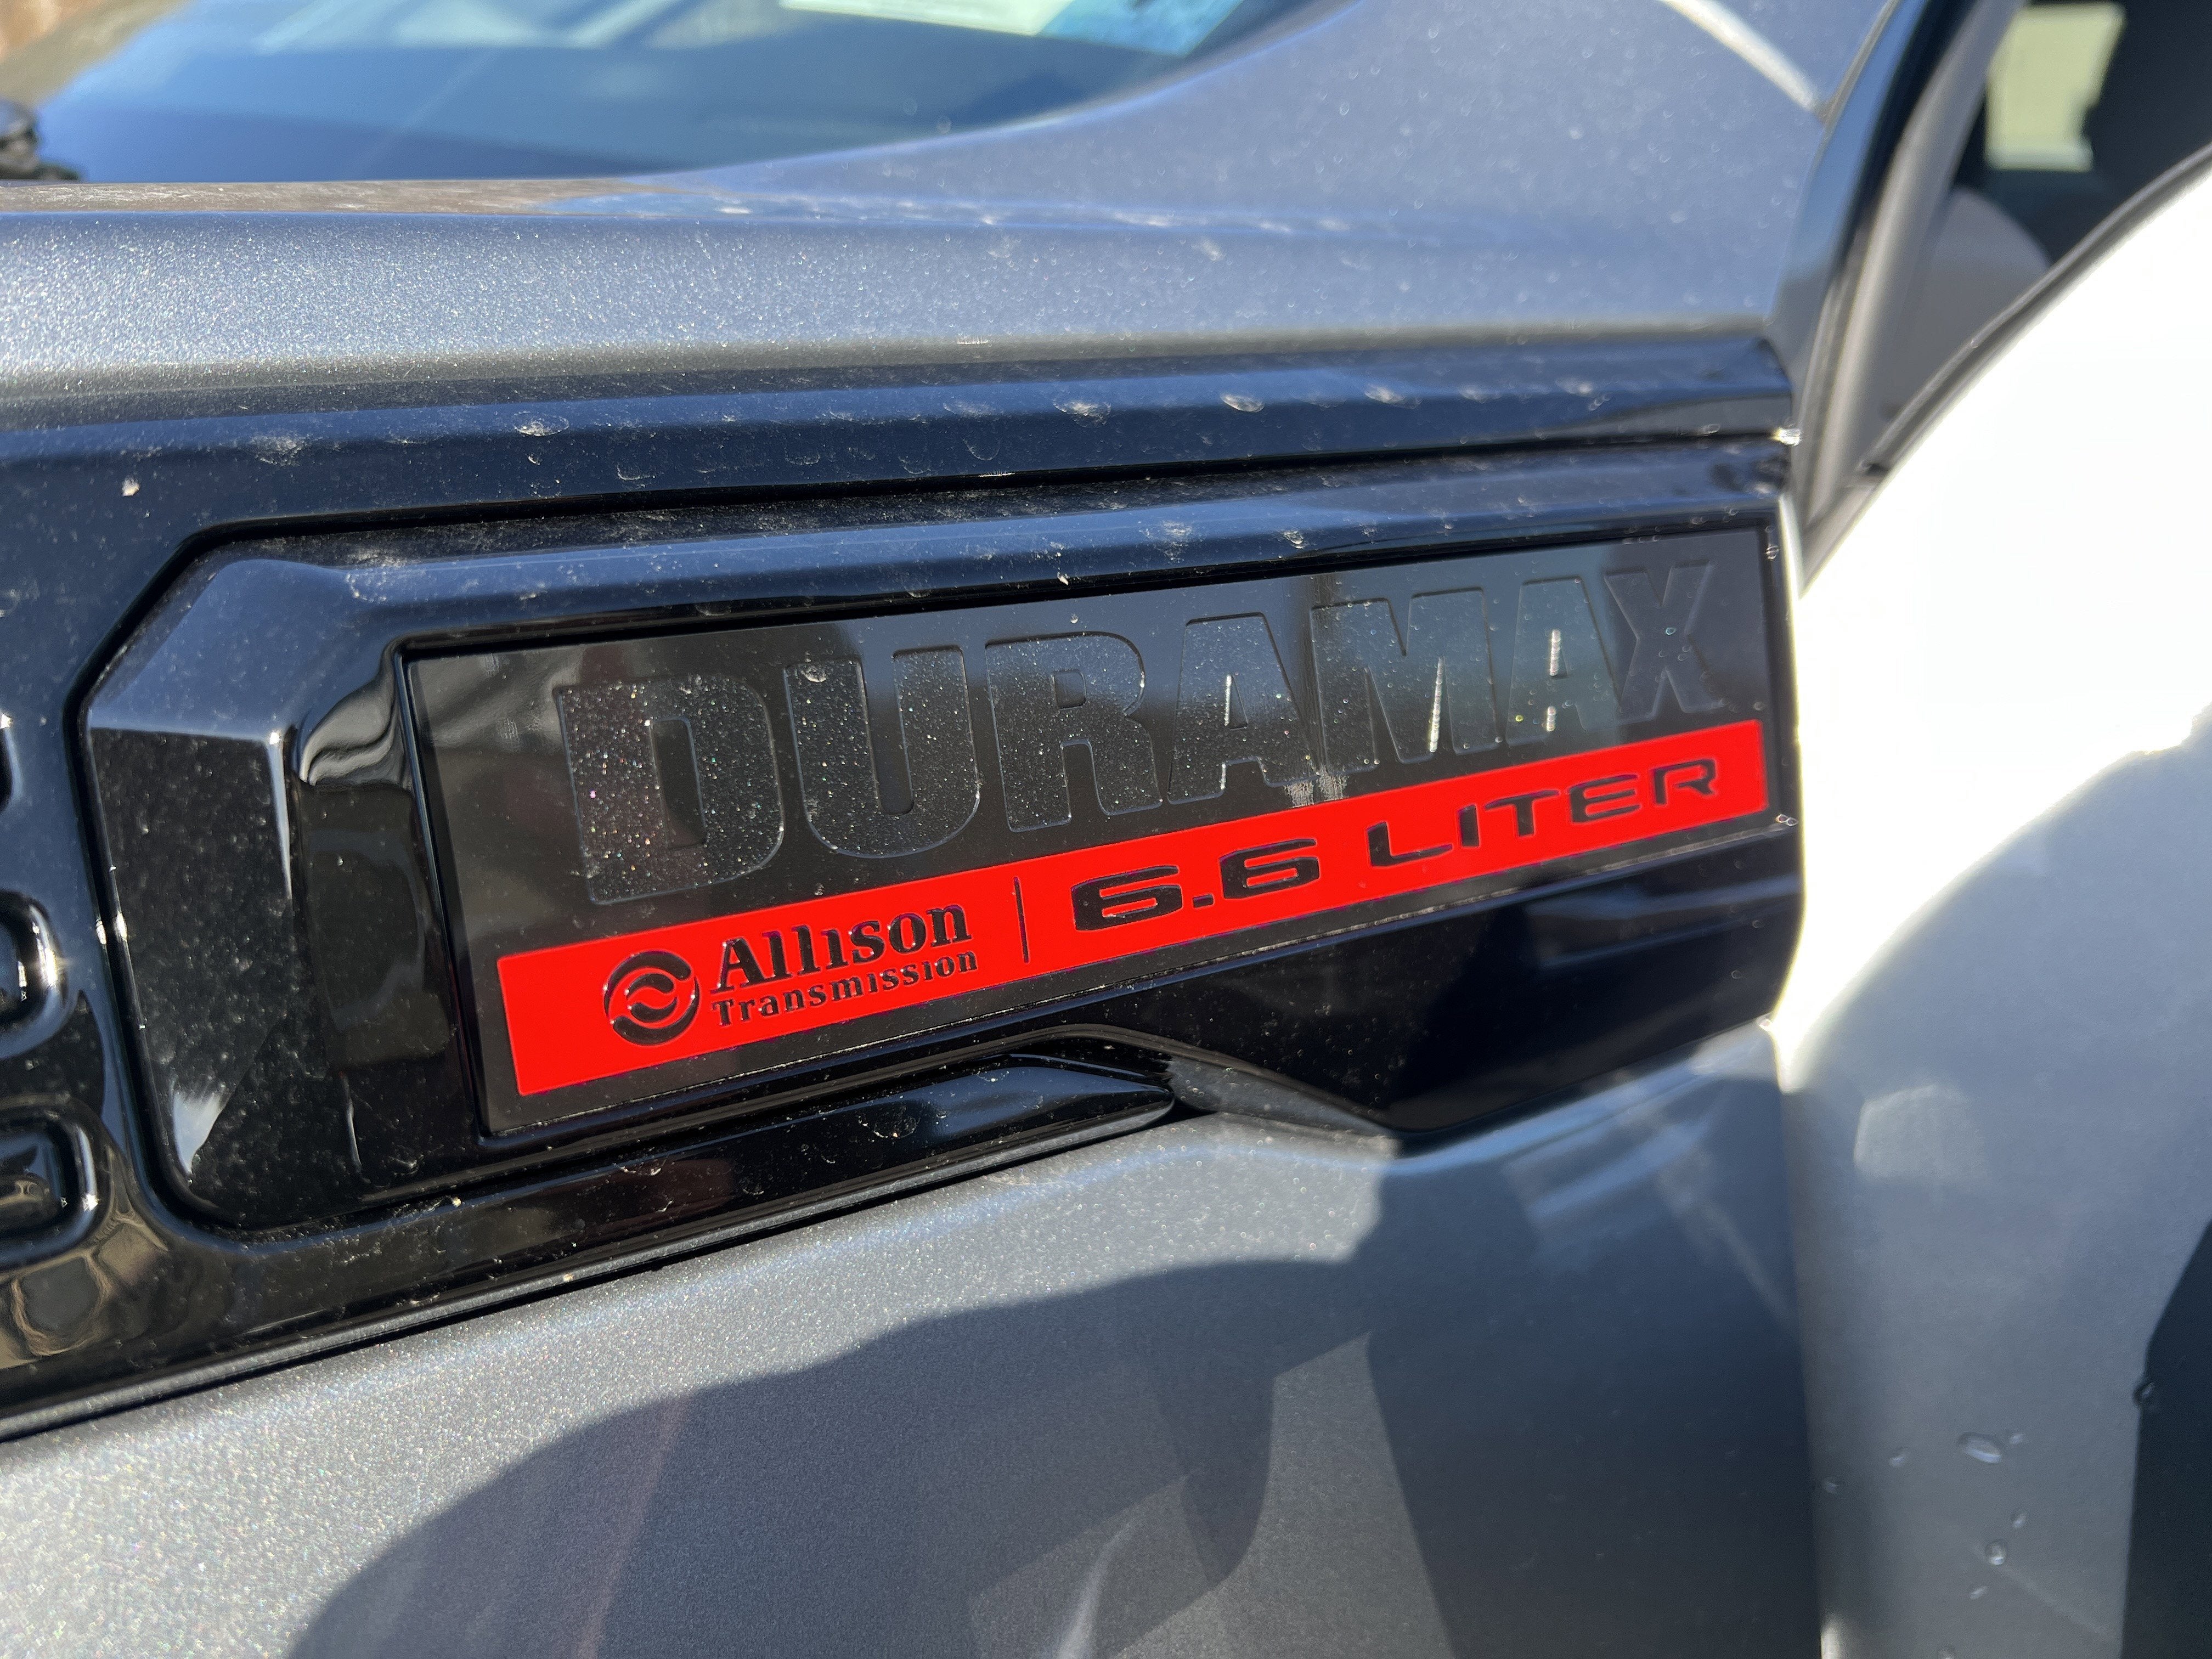 DURAMAX
Allison | 6.6 LITER
Transmission